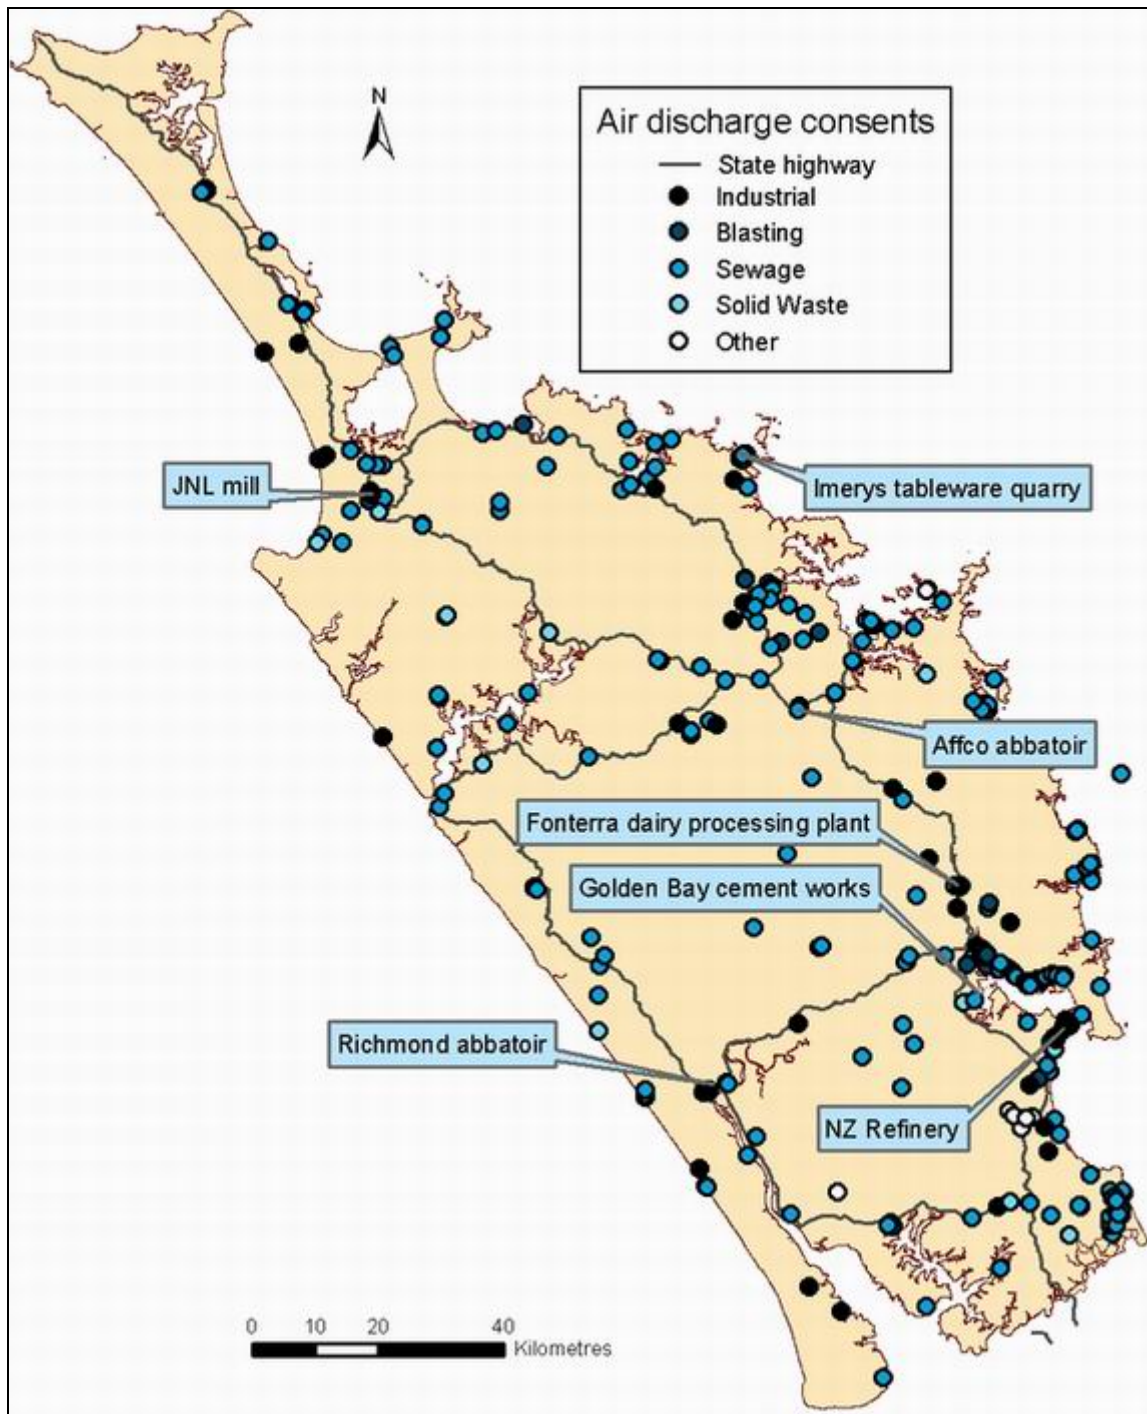 N
Air discharge consents
State highway
Industrial
Blasting
Sewage
Solid Waste
Other
JNL mill
Imerys tableware quarry
Affco abbatoir
Fonterra dairy processing plant
Golden Bay cement works
Richmond abbatoir
NZ Refinery
0 10 20 40
Kilometres